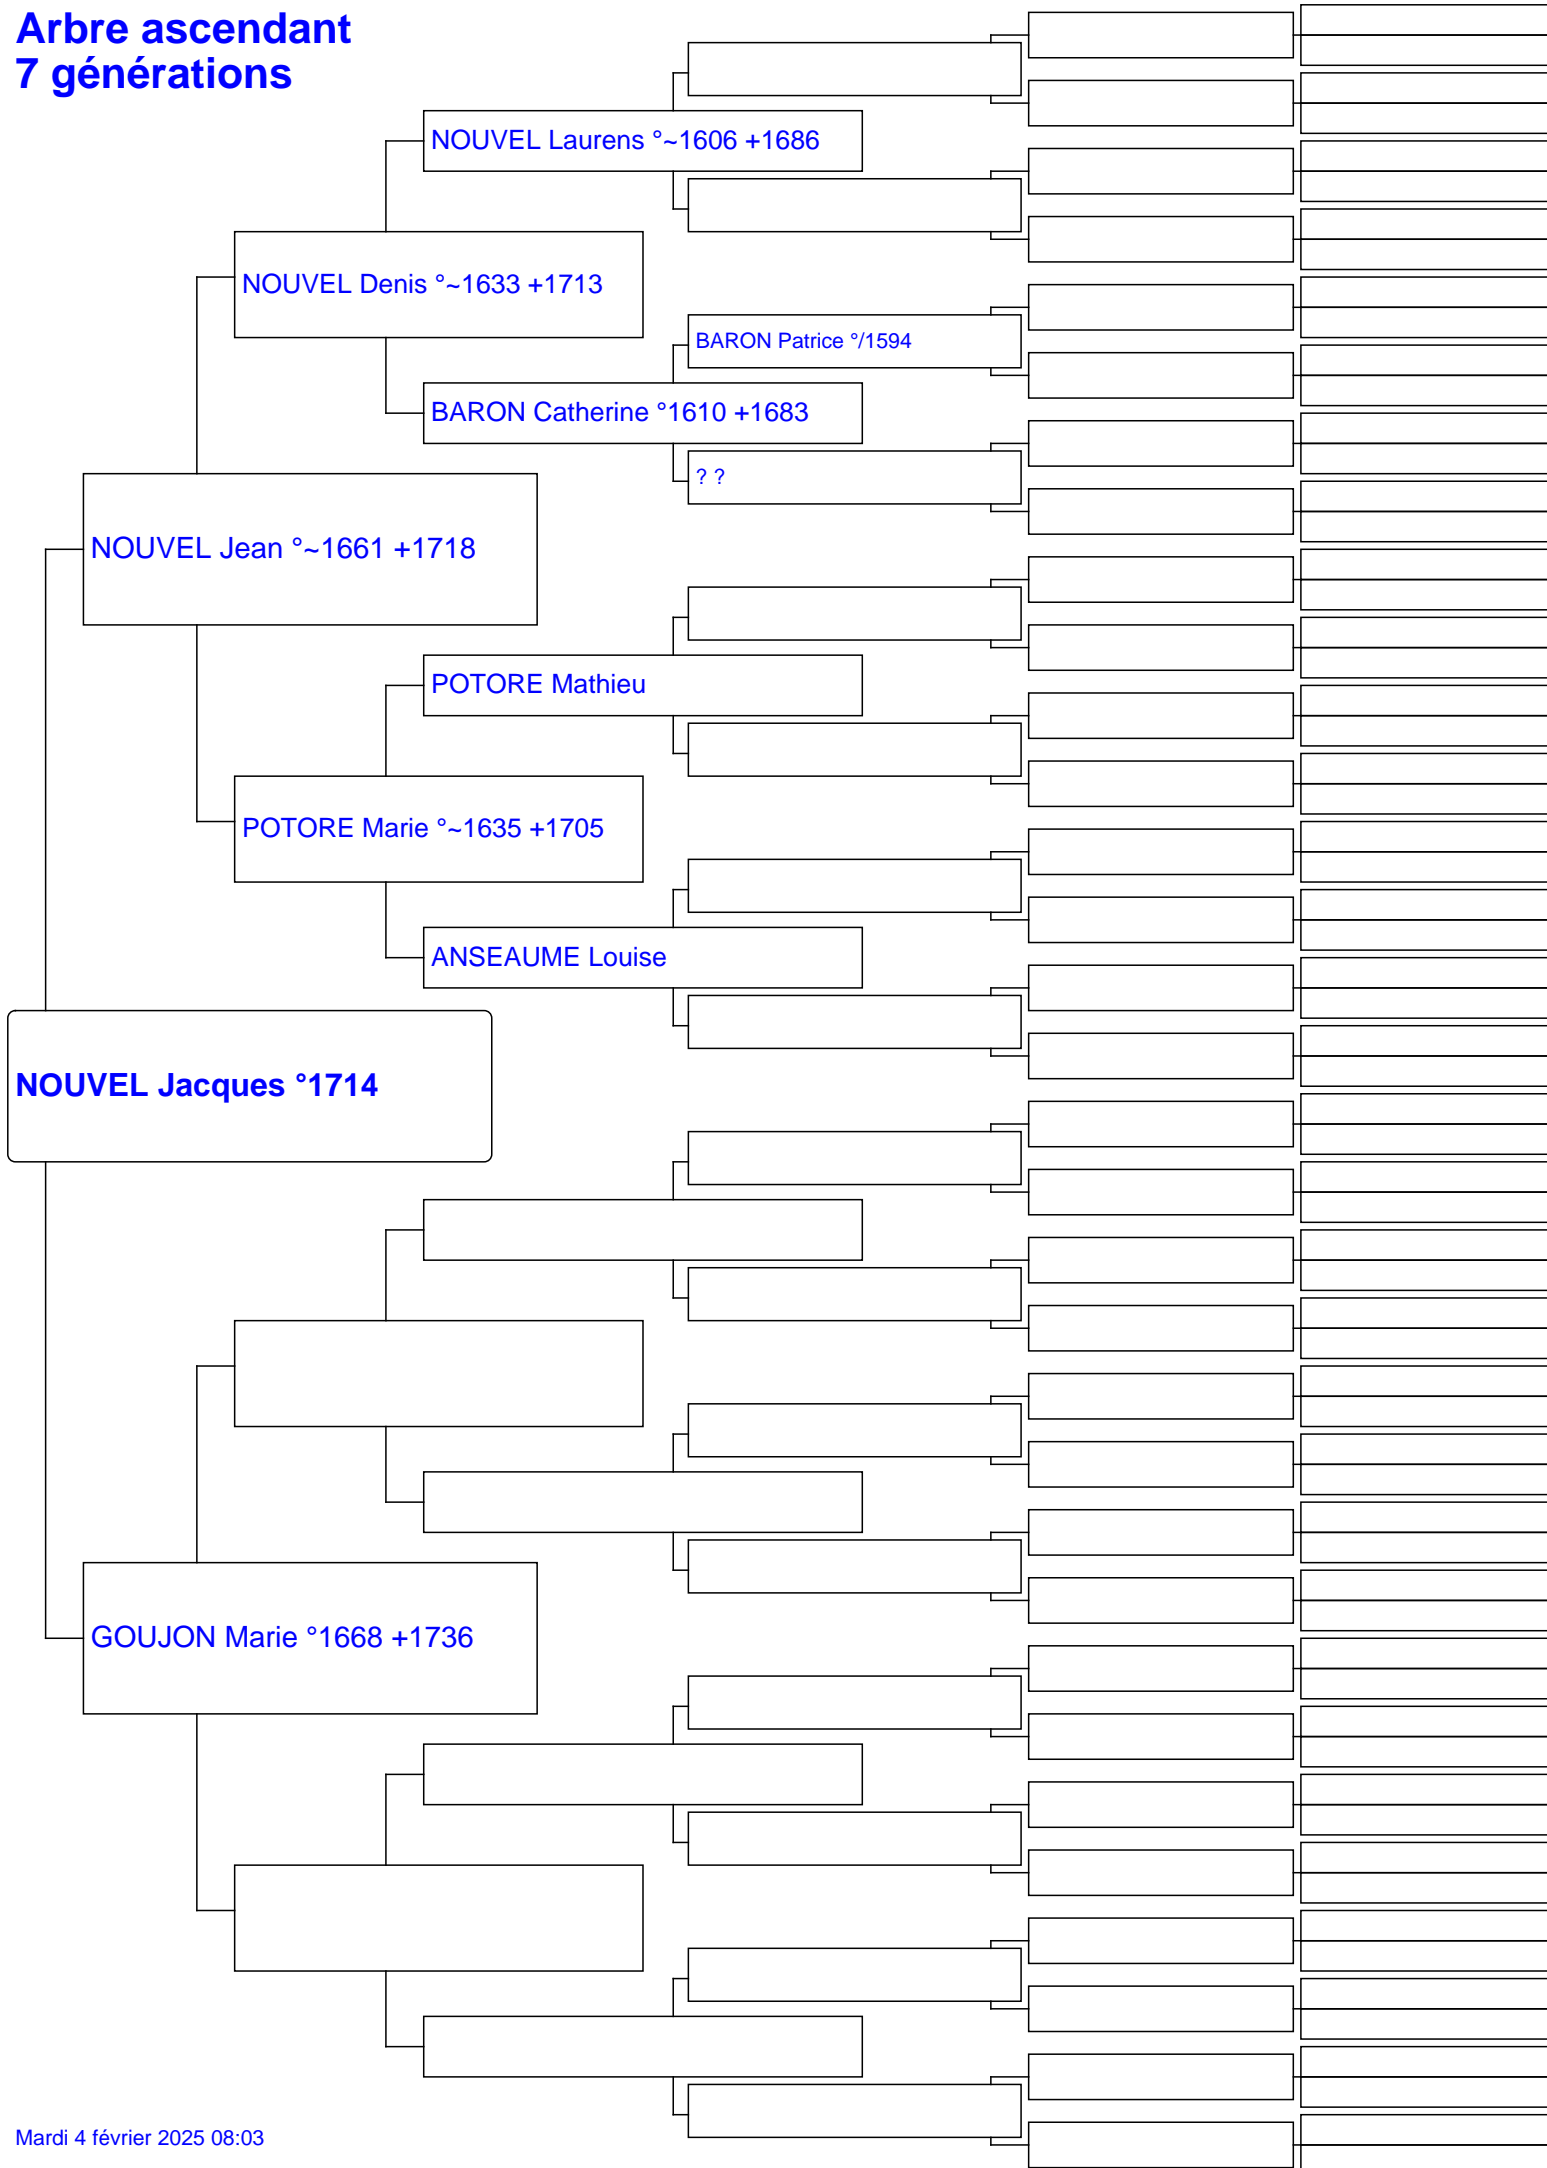 Arbre ascendant
7 générations
NOUVEL Laurens °~1606 +1686
NOUVEL Denis °~1633 +1713
BARON Patrice °/1594
BARON Catherine °1610 +1683
? ?
NOUVEL Jean °~1661 +1718
POTORE Mathieu
POTORE Marie °~1635 +1705
ANSEAUME Louise
NOUVEL Jacques °1714
GOUJON Marie °1668 +1736
Mardi 4 février 2025 08:03